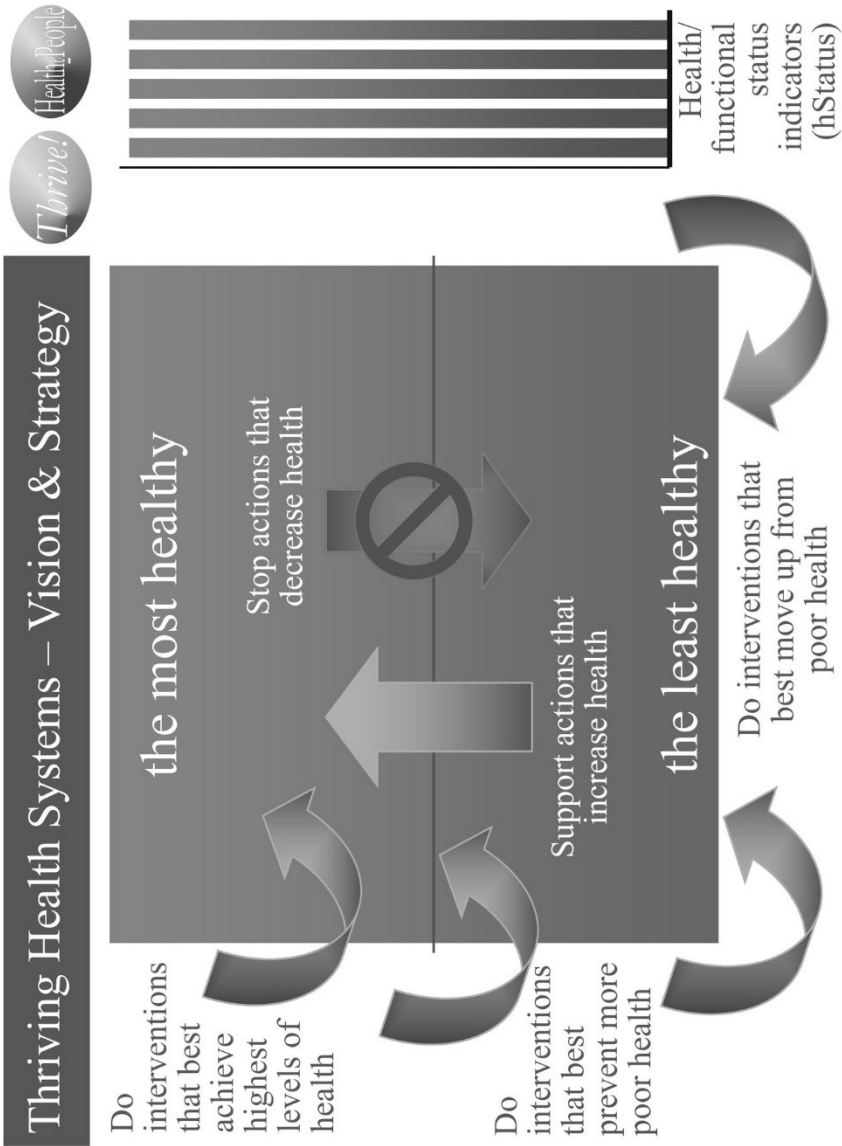 Thriving Health Systems – Vision & Strategy
Thrive!
HealthePeople
Do
interventions
that best
achieve
highest
levels of
health
the most healthy
Stop actions that
decrease health
Do
interventions
that best
prevent more
poor health
Support actions that
increase health
the least healthy
Do interventions that
best move up from
poor health
Health/
functional
status
indicators
(hStatus)